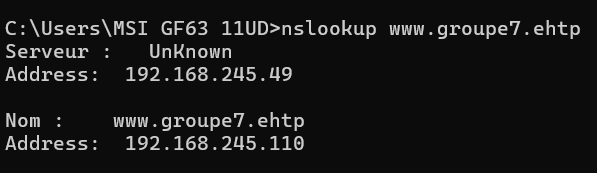 C:\Users\MSI GF63 11UD>nslookup www.groupe7.ehtp
Serveur :   UnKnown
Address:  192.168.245.49

Nom :    www.groupe7.ehtp
Address:  192.168.245.110